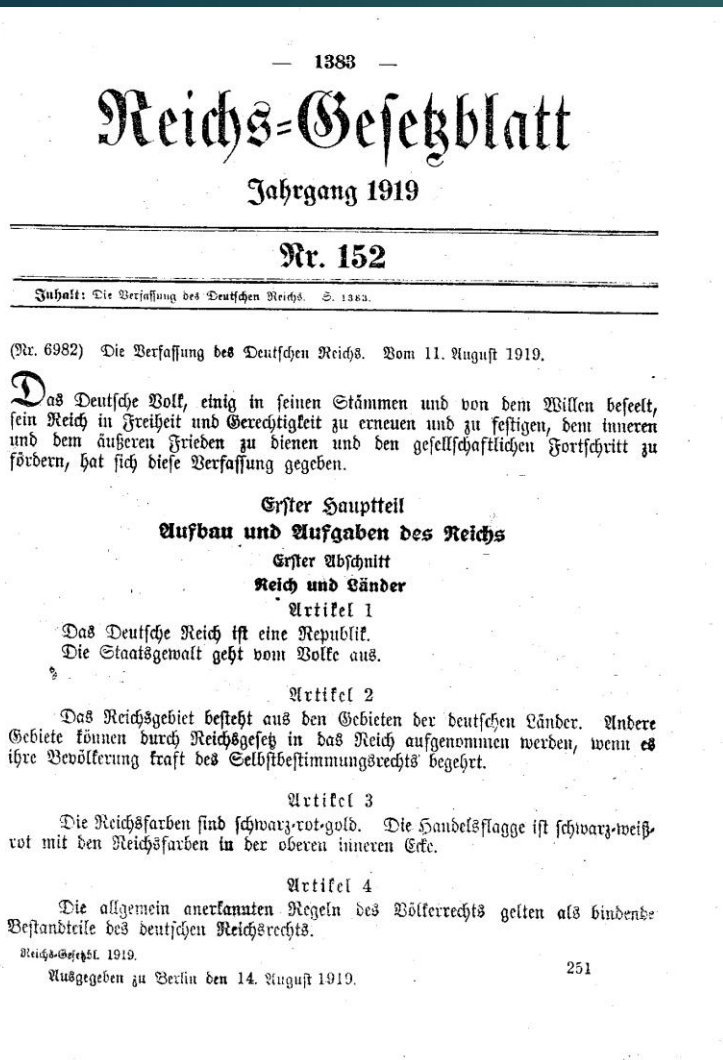 — 1383 —
Reichs-Gesetzblatt
Jahrgang 1919
Nr. 152
Inhalt: Die Verfassung des Deutschen Reichs. S. 1383.
(Nr. 6982) Die Verfassung des Deutschen Reichs. Vom 11. August 1919.
Das Deutsche Volk, einig in seinen Stämmen und von dem Willen beseelt,
sein Reich in Freiheit und Gerechtigkeit zu erneuen und zu festigen, dem inneren
und dem äußeren Frieden zu dienen und den gesellschaftlichen Fortschritt zu
fördern, hat sich diese Verfassung gegeben.
Erster Hauptteil
Aufbau und Aufgaben des Reichs
Erster Abschnitt
Reich und Länder
Artikel 1
Das Deutsche Reich ist eine Republik.
Die Staatsgewalt geht vom Volke aus.
Artikel 2
Das Reichsgebiet besteht aus den Gebieten der deutschen Länder. Andere
Gebiete können durch Reichsgesetz in das Reich aufgenommen werden, wenn es
ihre Bevölkerung kraft des Selbstbestimmungsrechts begehrt.
Artikel 3
Die Reichsfarben sind schwarz-rot-gold. Die Handelsflagge ist schwarz-weiß-
rot mit den Reichsfarben in der oberen inneren Ecke.
Artikel 4
Die allgemein anerkannten Regeln des Völkerrechts gelten als bindende
Bestandteile des deutschen Reichsrechts.
Reichs-Gesetzbl. 1919.
251
Ausgegeben zu Berlin den 14. August 1919.